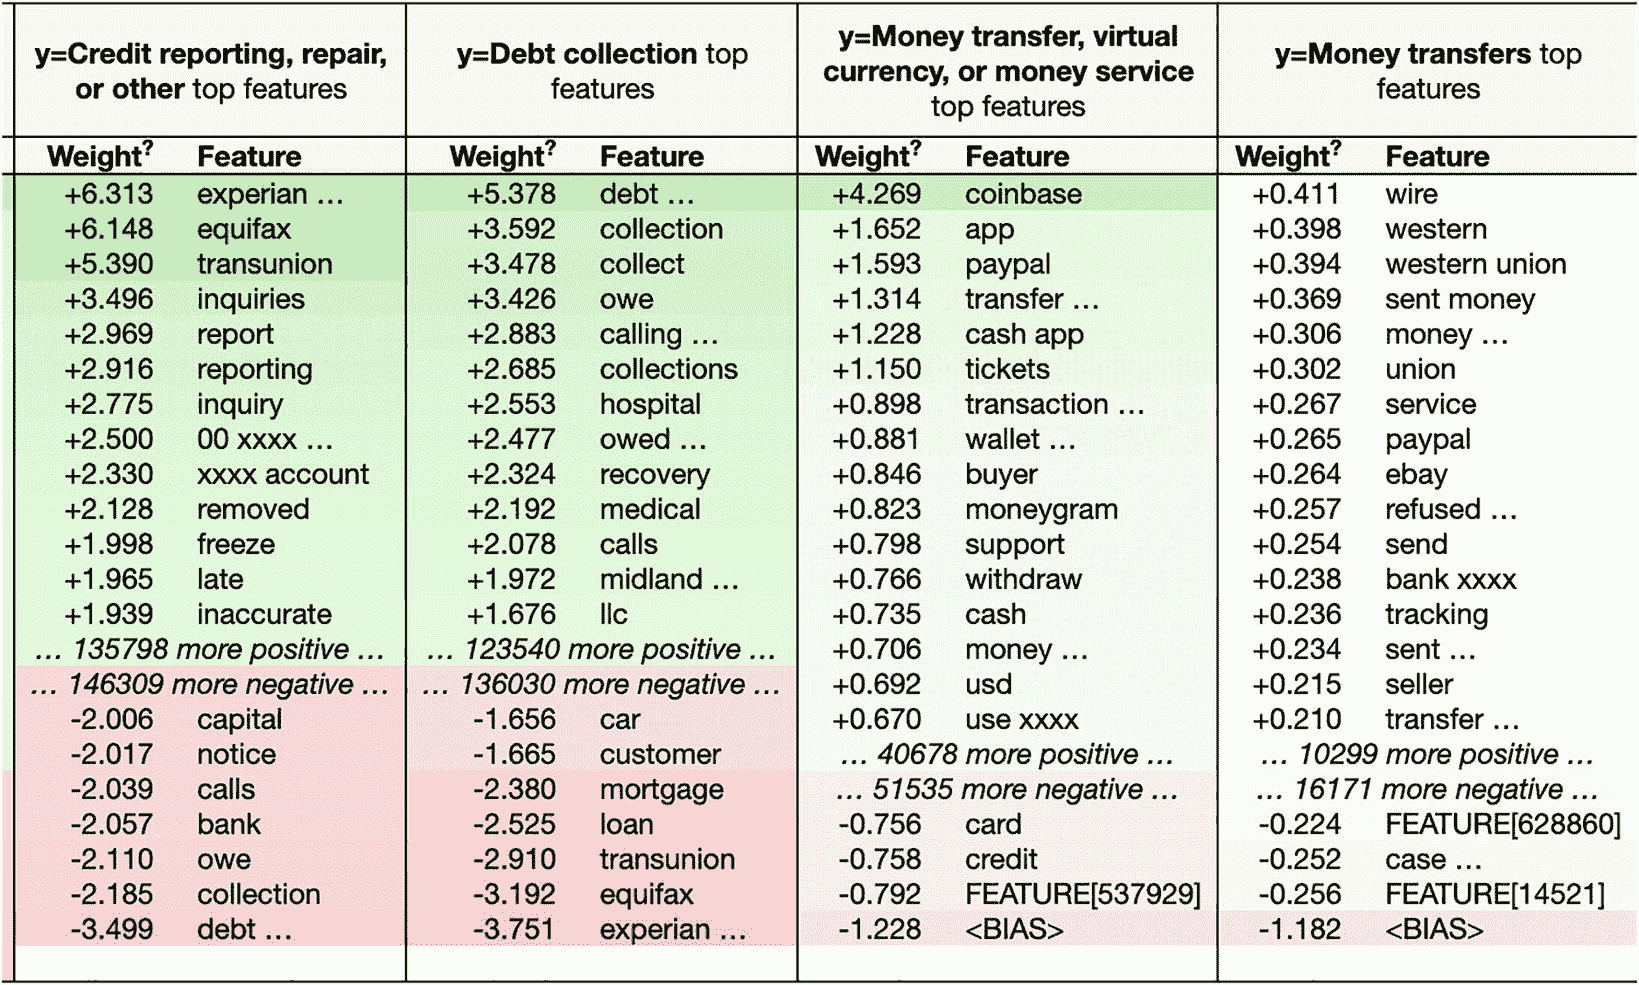 y=Credit reporting, repair, or other top features | y=Debt collection top features | y=Money transfer, virtual currency, or money service top features | y=Money transfers top features
Weight? Feature | Weight? Feature | Weight? Feature | Weight? Feature
+6.313 experian … | +5.378 debt … | +4.269 coinbase | +0.411 wire
+6.148 equifax | +3.592 collection | +1.652 app | +0.398 western
+5.390 transunion | +3.478 collect | +1.593 paypal | +0.394 western union
+3.496 inquiries | +3.426 owe | +1.314 transfer … | +0.369 sent money
+2.969 report | +2.883 calling … | +1.228 cash app | +0.306 money …
+2.916 reporting | +2.685 collections | +1.150 tickets | +0.302 union
+2.775 inquiry | +2.553 hospital | +0.898 transaction … | +0.267 service
+2.500 00 xxxx … | +2.477 owed … | +0.881 wallet … | +0.265 paypal
+2.330 xxxx account | +2.324 recovery | +0.846 buyer | +0.264 ebay
+2.128 removed | +2.192 medical | +0.823 moneygram | +0.257 refused …
+1.998 freeze | +2.078 calls | +0.798 support | +0.254 send
+1.965 late | +1.972 midland … | +0.766 withdraw | +0.238 bank xxxx
+1.939 inaccurate | +1.676 llc | +0.735 cash | +0.236 tracking
… 135798 more positive … | … 123540 more positive … | +0.706 money … | +0.234 sent …
… 146309 more negative … | … 136030 more negative … | +0.692 usd | +0.215 seller
-2.006 capital | -1.656 car | +0.670 use xxxx | +0.210 transfer …
-2.017 notice | -1.665 customer | … 40678 more positive … | … 10299 more positive …
-2.039 calls | -2.380 mortgage | … 51535 more negative … | … 16171 more negative …
-2.057 bank | -2.525 loan | -0.756 card | -0.224 FEATURE[628860]
-2.110 owe | -2.910 transunion | -0.758 credit | -0.252 case …
-2.185 collection | -3.192 equifax | -0.792 FEATURE[537929] | -0.256 FEATURE[14521]
-3.499 debt … | -3.751 experian … | -1.228 <BIAS> | -1.182 <BIAS>